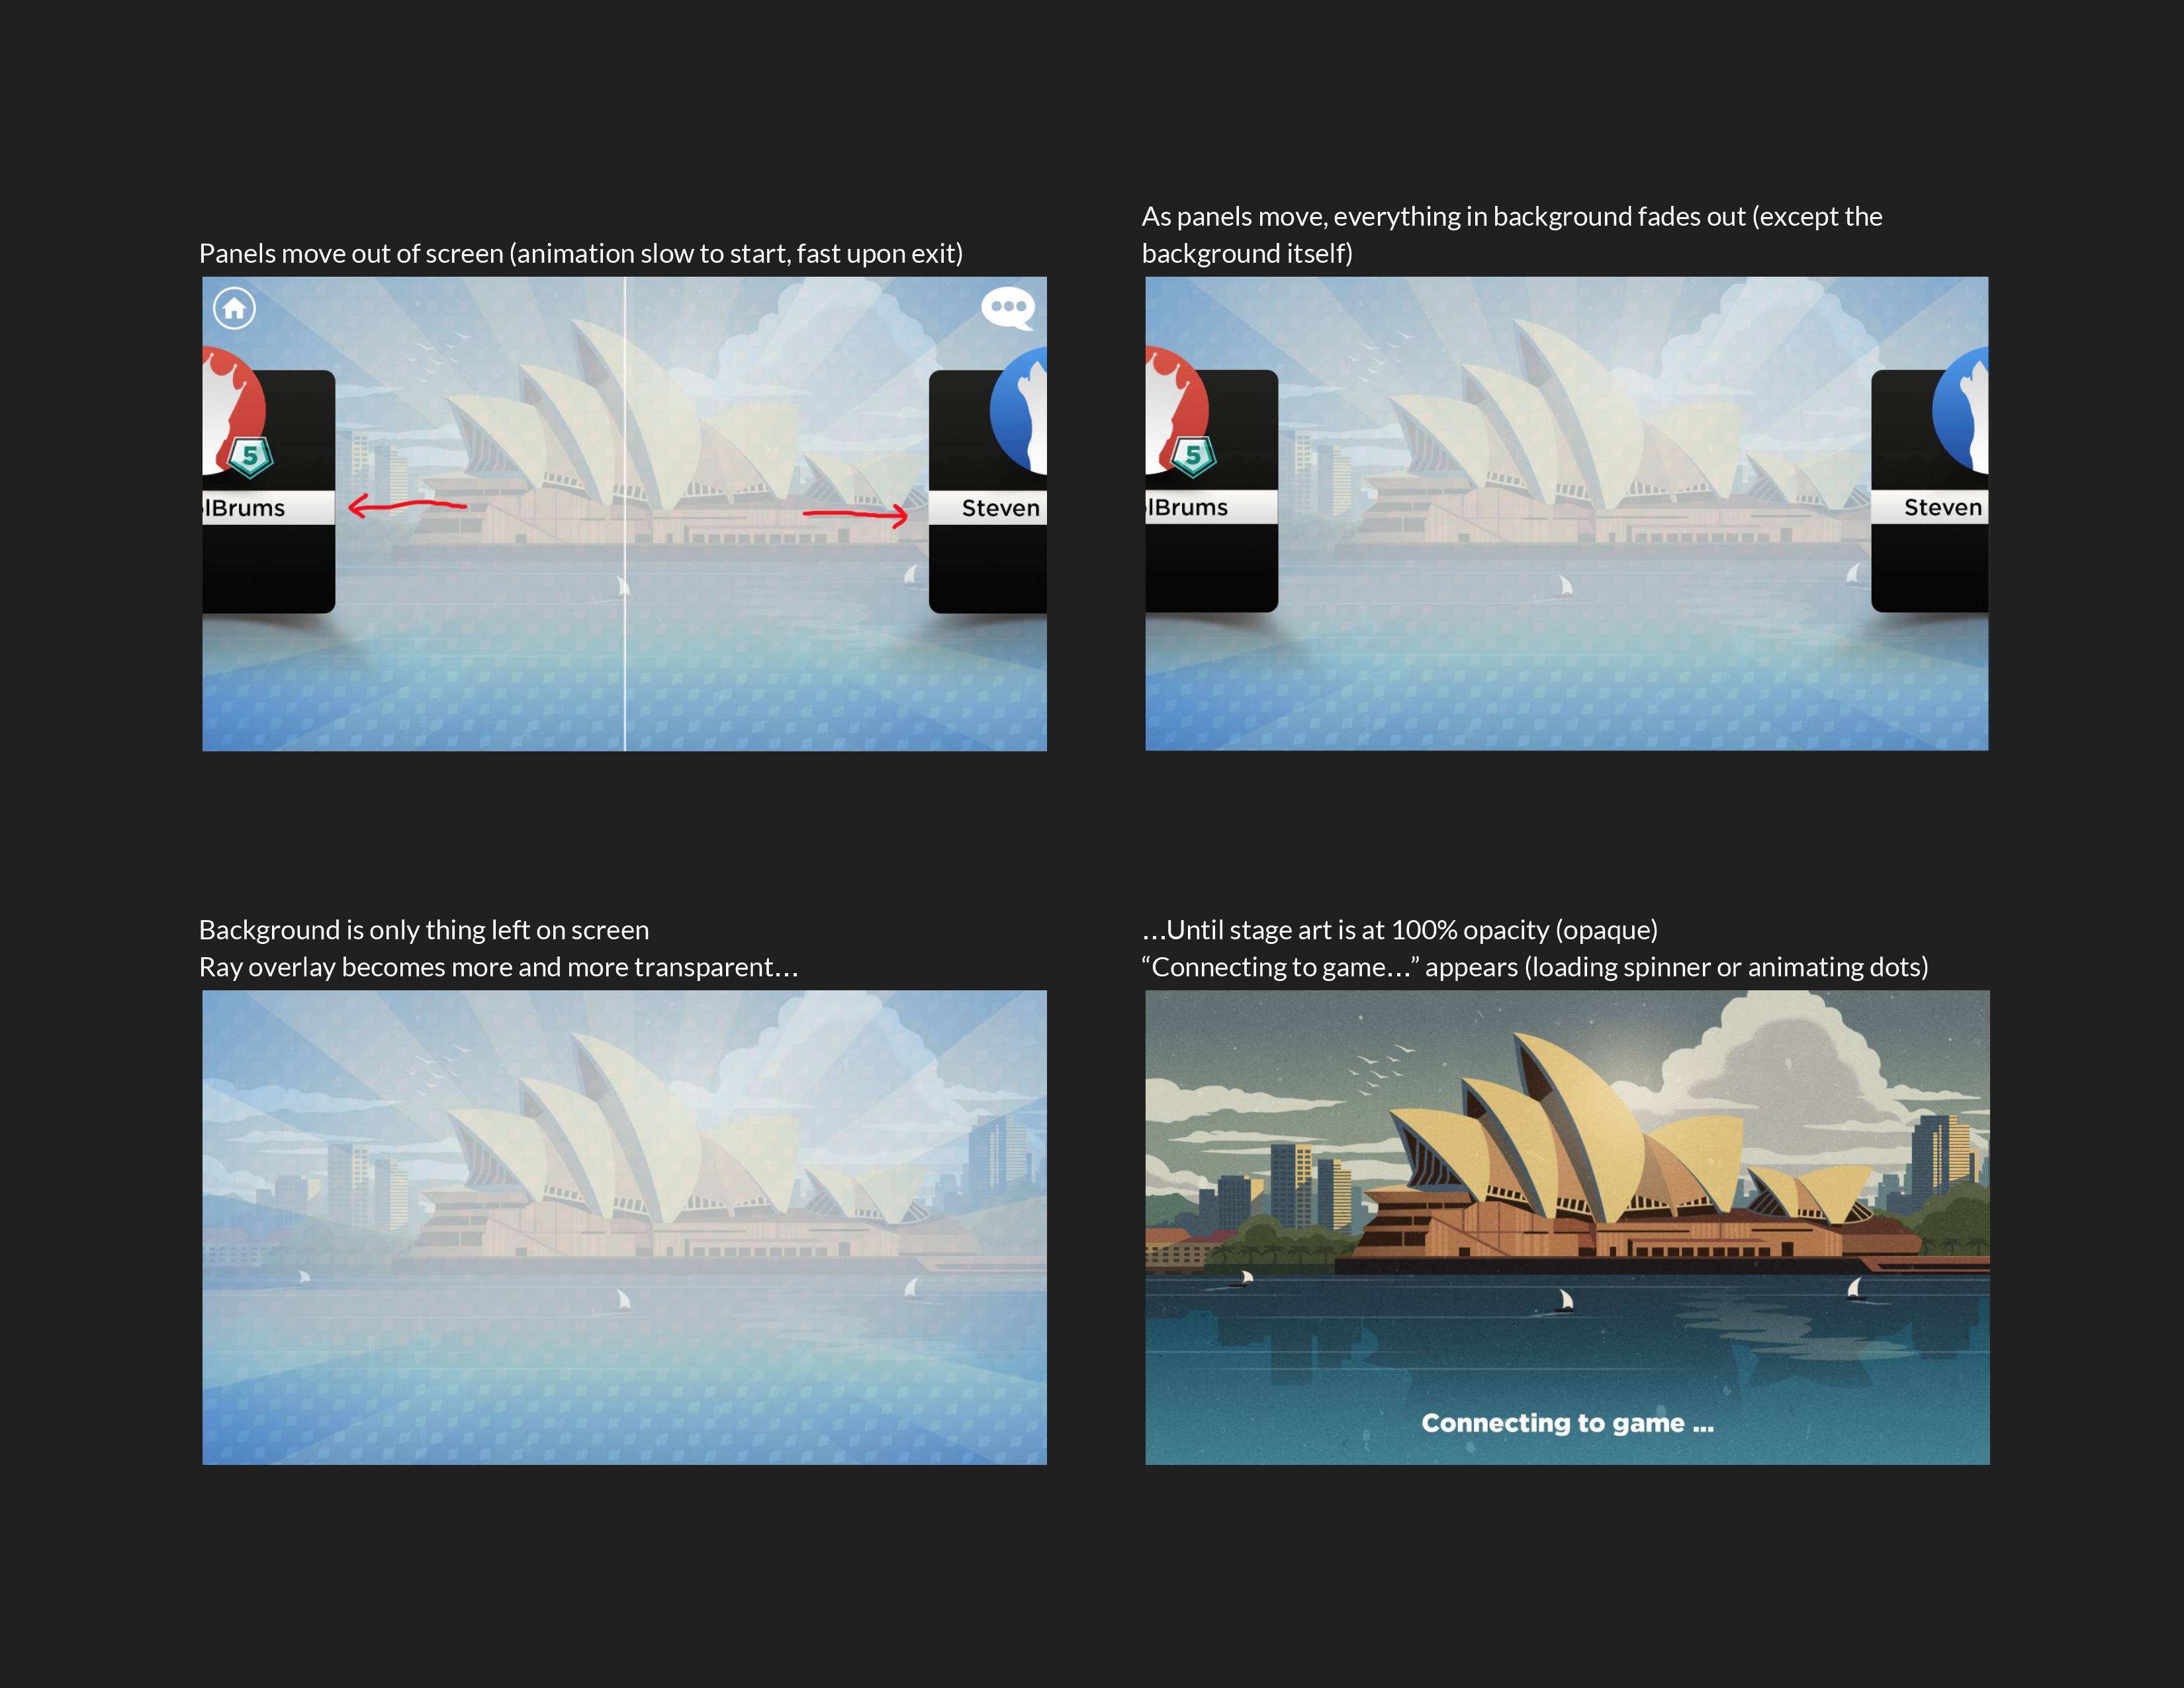 Panels move out of screen (animation slow to start, fast upon exit)
5
lBrums
Steven
As panels move, everything in background fades out (except the
background itself)
5
lBrums
Steven
Background is only thing left on screen
Ray overlay becomes more and more transparent...
...Until stage art is at 100% opacity (opaque)
“Connecting to game...” appears (loading spinner or animating dots)
Connecting to game ...